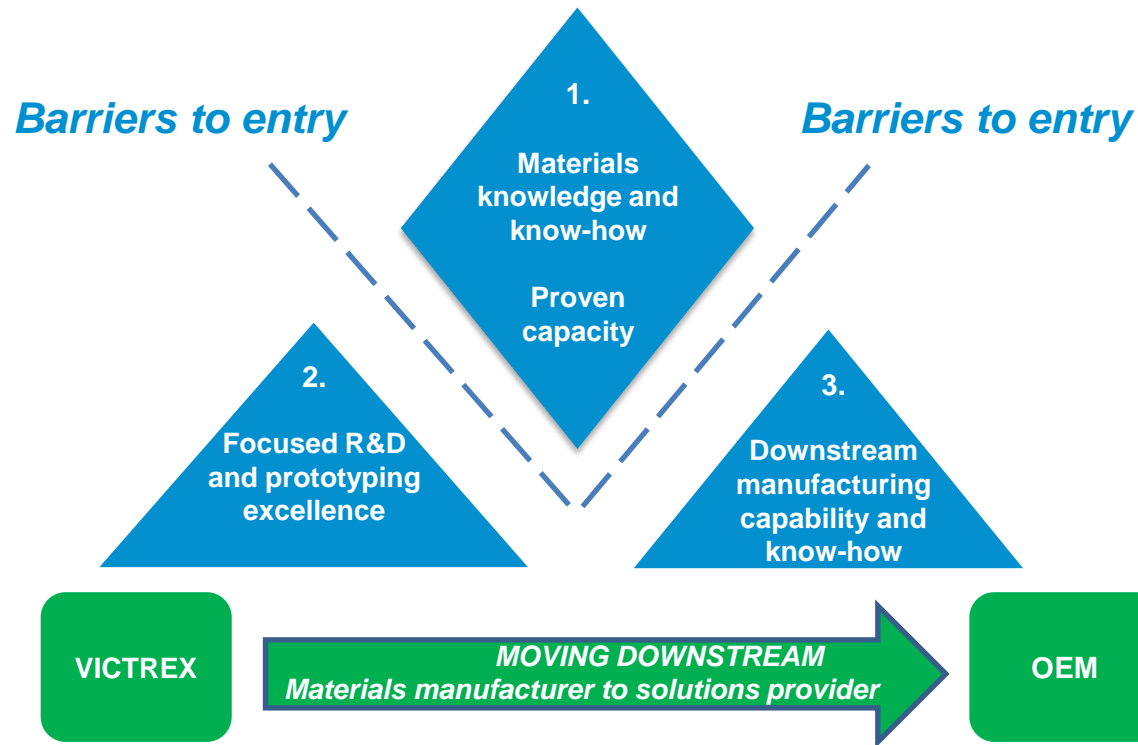 1.
Barriers to entry
Barriers to entry
Materials
knowledge and
know-how
Proven
capacity
2.
Focused R&D
and prototyping
excellence
3.
Downstream
manufacturing
capability and
know-how
VICTREX
MOVING DOWNSTREAM
Materials manufacturer to solutions provider
OEM